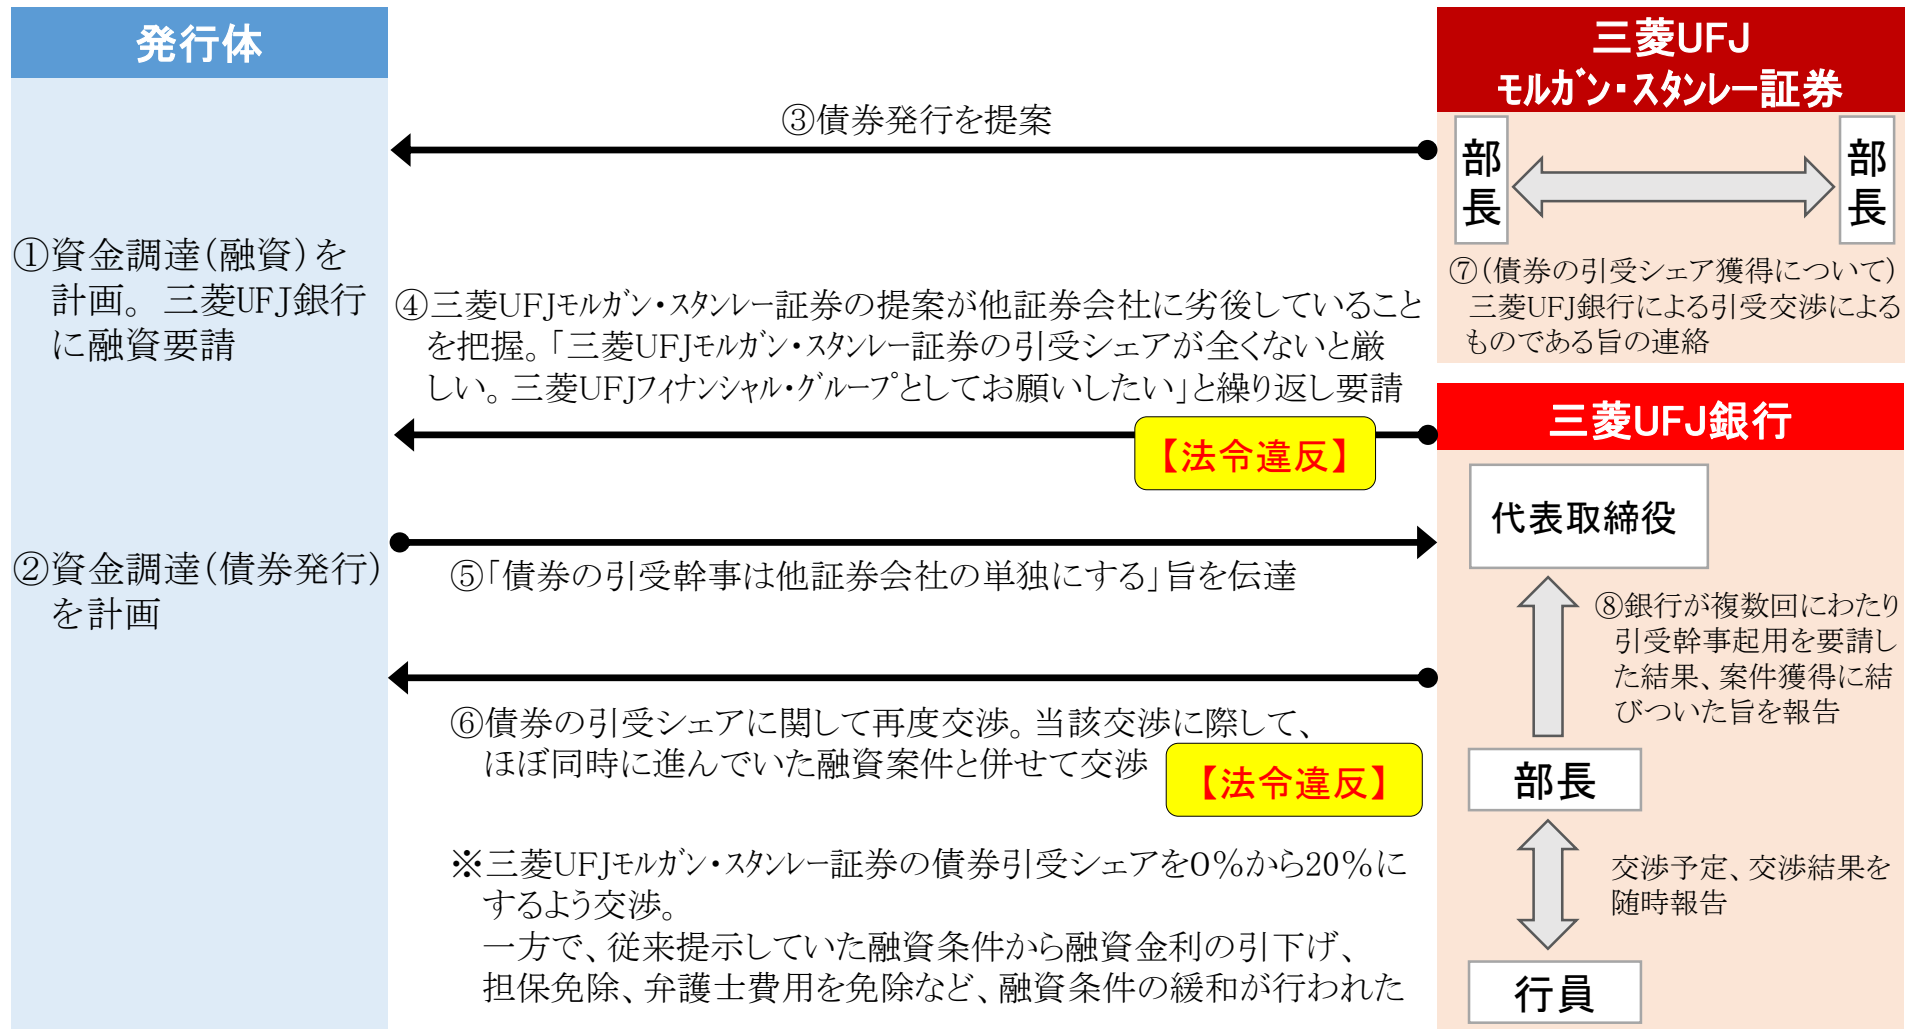 発行体
①資金調達(融資)を
計画。三菱UFJ銀行
に融資要請
②資金調達(債券発行)
を計画
③債券発行を提案
④三菱UFJモルガン・スタンレー証券の提案が他証券会社に劣後していること
を把握。「三菱UFJモルガン・スタンレー証券の引受シェアが全くないと厳
しい。三菱UFJフィナンシャル・グループとしてお願いしたい」と繰り返し要請
【法令違反】
⑤「債券の引受幹事は他証券会社の単独にする」旨を伝達
⑥債券の引受シェアに関して再度交渉。当該交渉に際して、
ほぼ同時に進んでいた融資案件と併せて交渉
【法令違反】
※三菱UFJモルガン・スタンレー証券の債券引受シェアを0%から20%に
するよう交渉。
一方で、従来提示していた融資条件から融資金利の引下げ、
担保免除、弁護士費用を免除など、融資条件の緩和が行われた
三菱UFJ
モルガン・スタンレー証券
部長
部長
⑦(債券の引受シェア獲得について)
三菱UFJ銀行による引受交渉による
ものである旨の連絡
三菱UFJ銀行
代表取締役
⑧銀行が複数回にわたり
引受幹事起用を要請し
た結果、案件獲得に結
びついた旨を報告
部長
交渉予定、交渉結果を
随時報告
行員